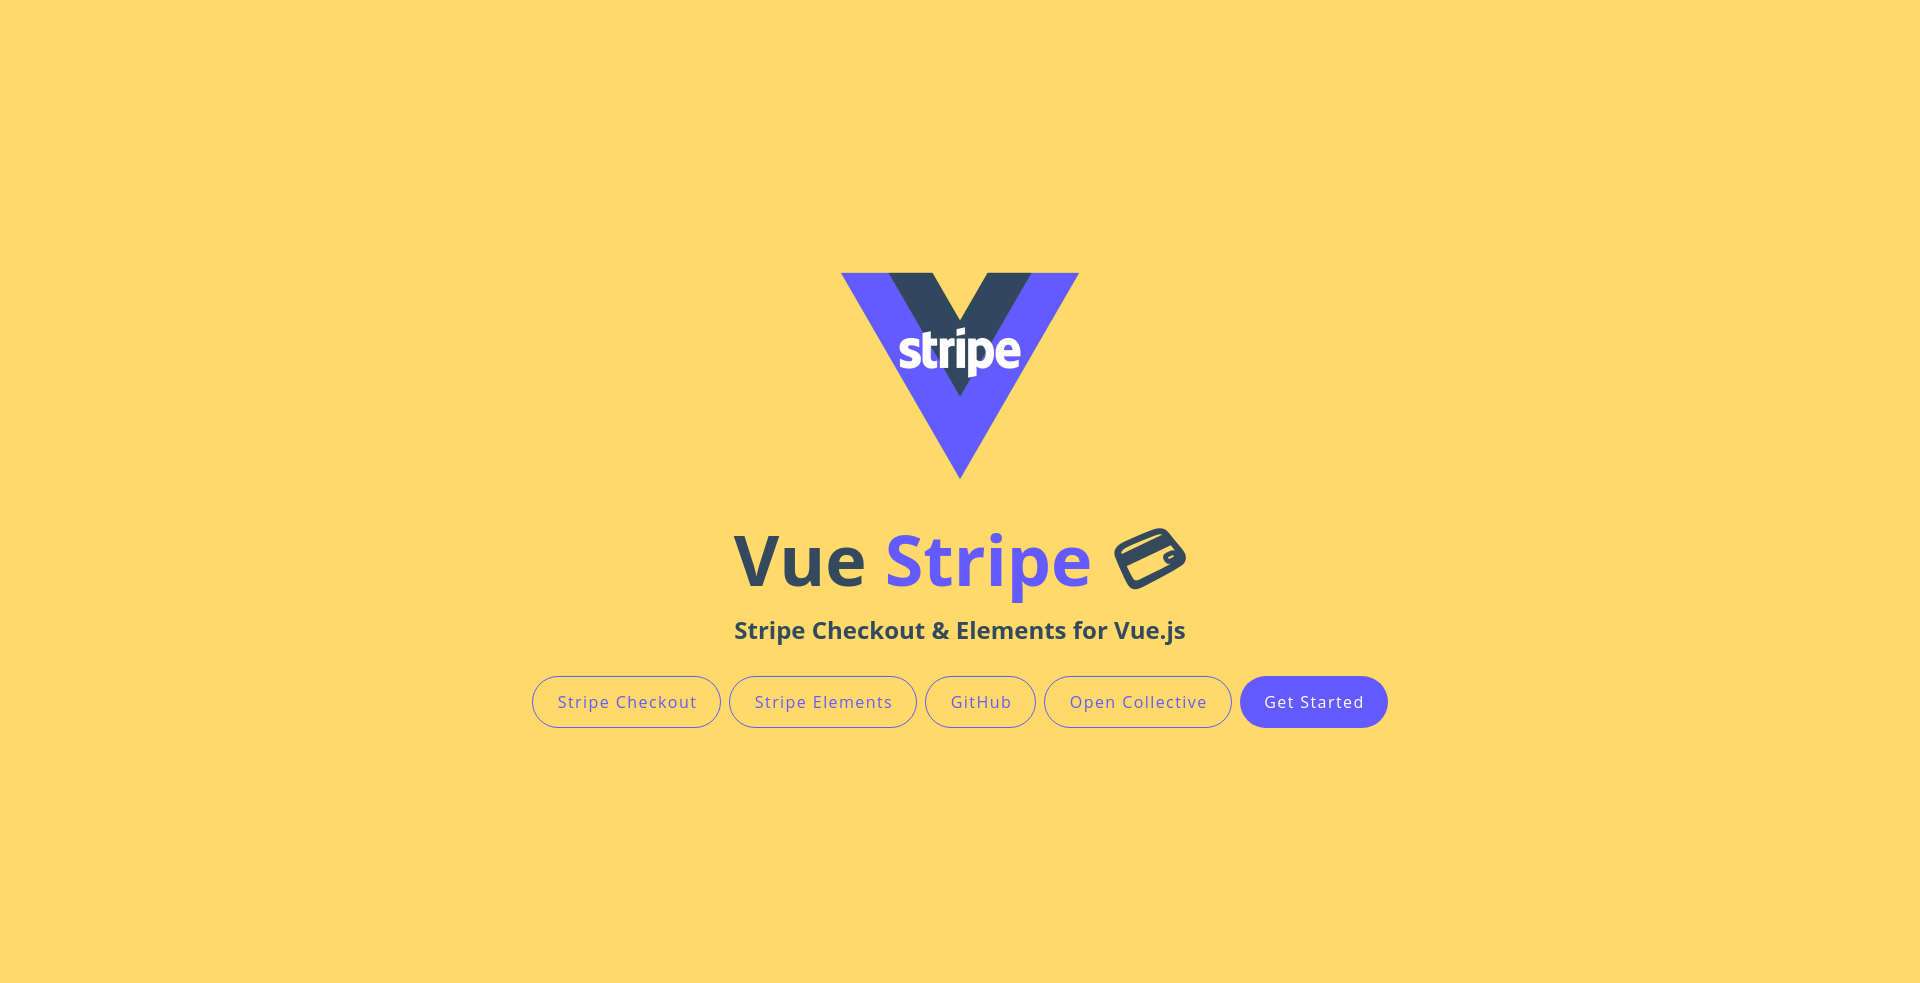 stripe
Vue Stripe
Stripe Checkout & Elements for Vue.js
Stripe Checkout Stripe Elements GitHub Open Collective Get Started